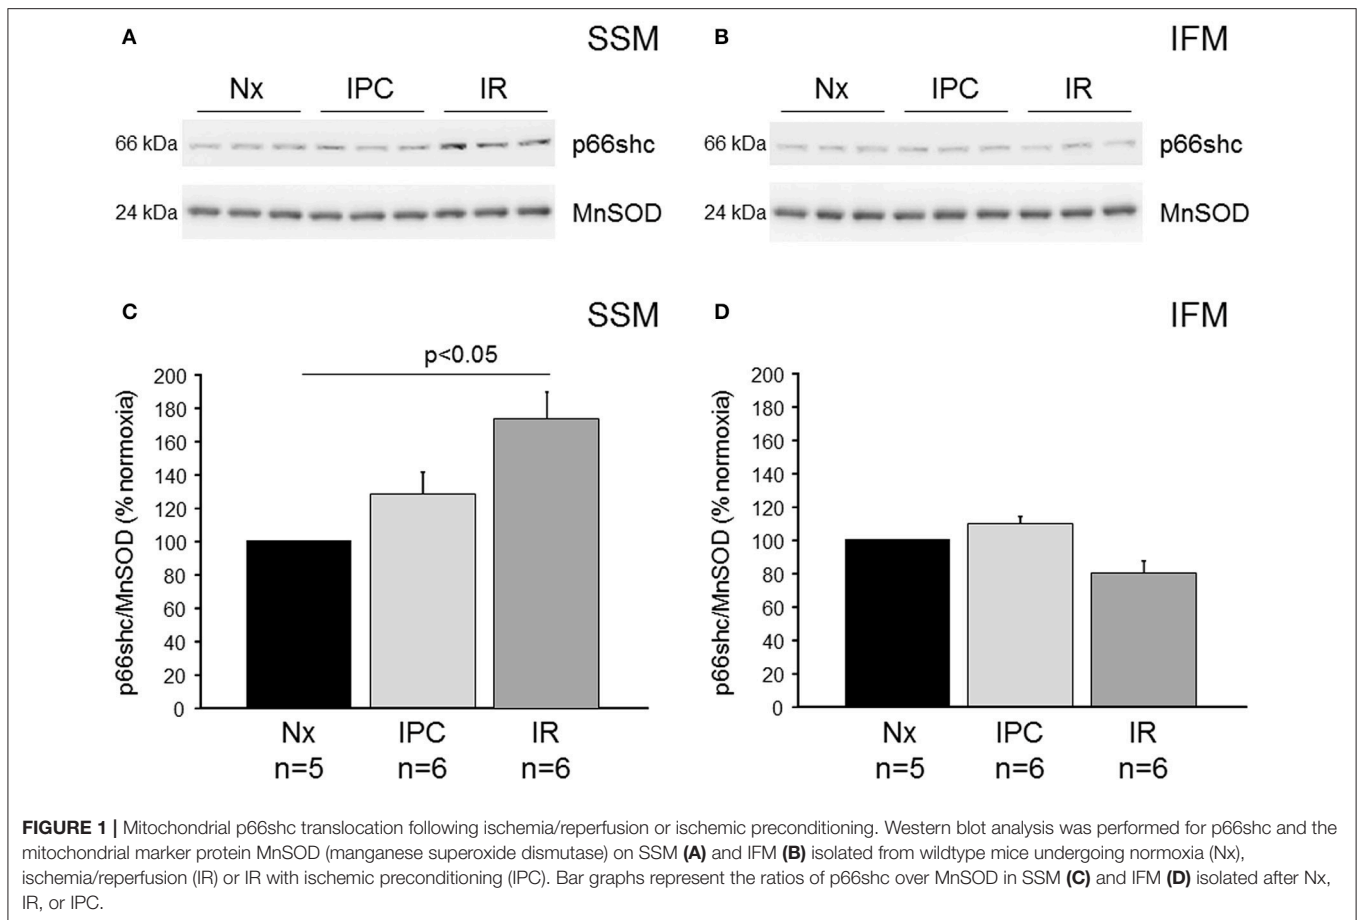 A
SSM
Nx IPC IR
66 kDa p66shc
24 kDa MnSOD
B
IFM
Nx IPC IR
66 kDa p66shc
24 kDa MnSOD
C
SSM
p<0.05
p66shc/MnSOD (% normoxia)
200
180
160
140
120
100
80
60
40
20
0
Nx IPC IR
n=5 n=6 n=6
D
IFM
p66shc/MnSOD (% normoxia)
200
180
160
140
120
100
80
60
40
20
0
Nx IPC IR
n=5 n=6 n=6
FIGURE 1 | Mitochondrial p66shc translocation following ischemia/reperfusion or ischemic preconditioning. Western blot analysis was performed for p66shc and the
mitochondrial marker protein MnSOD (manganese superoxide dismutase) on SSM (A) and IFM (B) isolated from wildtype mice undergoing normoxia (Nx),
ischemia/reperfusion (IR) or IR with ischemic preconditioning (IPC). Bar graphs represent the ratios of p66shc over MnSOD in SSM (C) and IFM (D) isolated after Nx,
IR, or IPC.